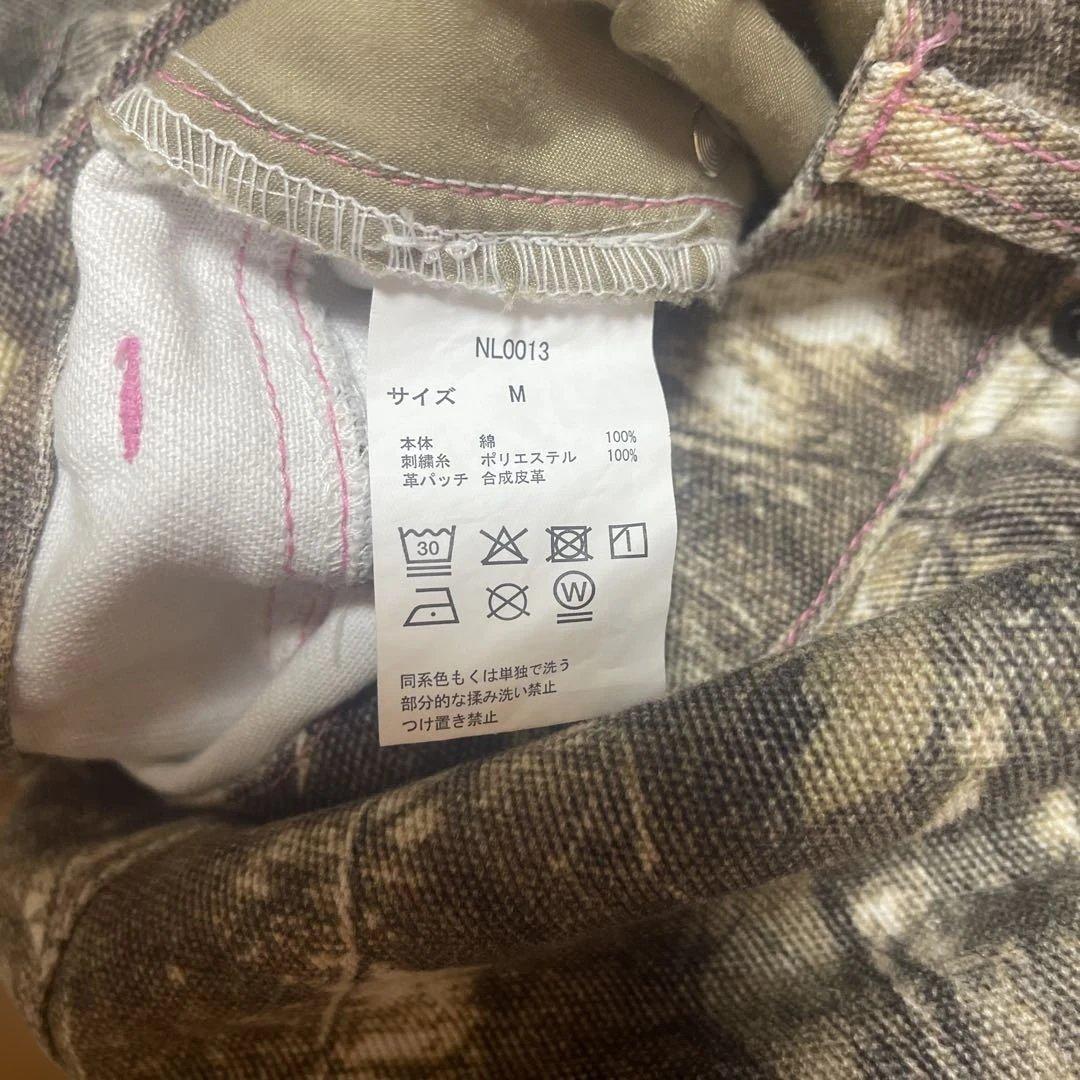 NL0013
サイズ M
本体 綿 100%
刺繍糸 ポリエステル 100%
革パッチ 合成皮革
30
W
同系色もくは単独で洗う
部分的な揉み洗い禁止
つけ置き禁止